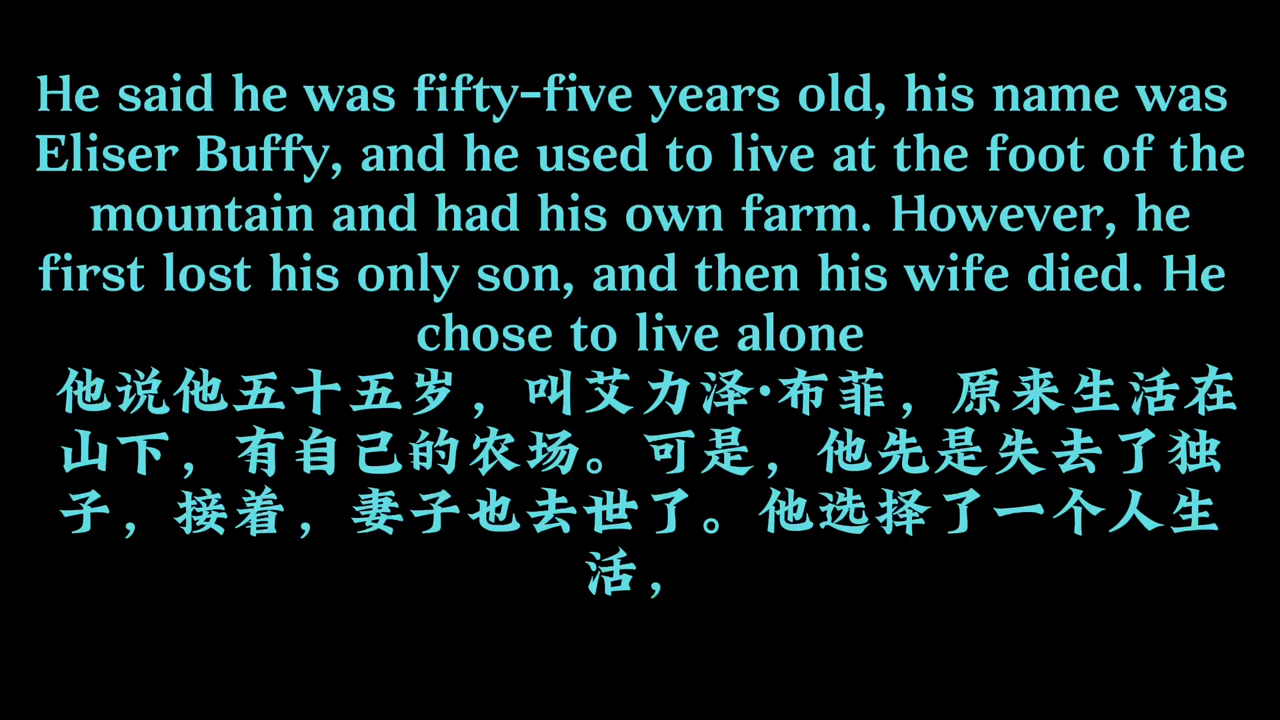 He said he was fifty-five years old, his name was
Eliser Buffy, and he used to live at the foot of the
mountain and had his own farm. However, he
first lost his only son, and then his wife died. He
chose to live alone
他说他五十五岁，叫艾力泽·布菲，原来生活在
山下，有自己的农场。可是，他先是失去了独
子，接着，妻子也去世了。他选择了一个人生
活，